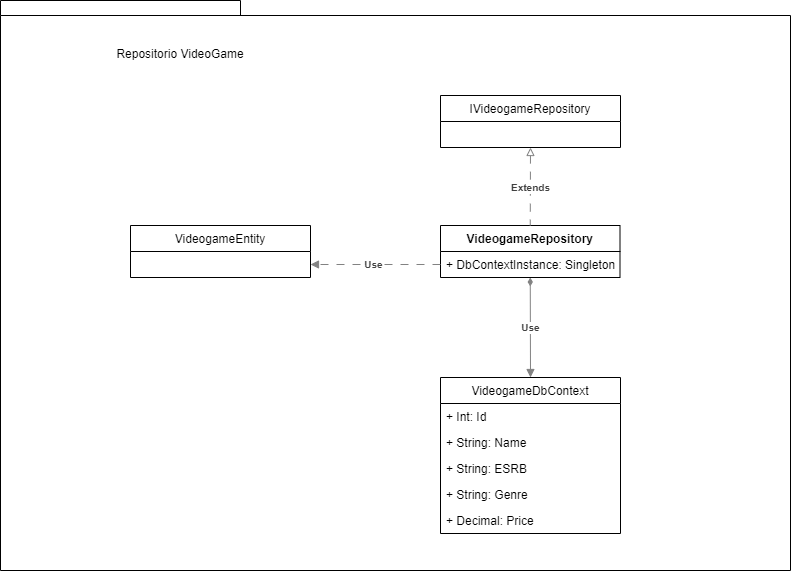 Repositorio VideoGame
IVideogameRepository
Extends
VideogameEntity
VideogameRepository
Use
+ DbContextInstance: Singleton
Use
VideogameDbContext
+ Int: Id
+ String: Name
+ String: ESRB
+ String: Genre
+ Decimal: Price